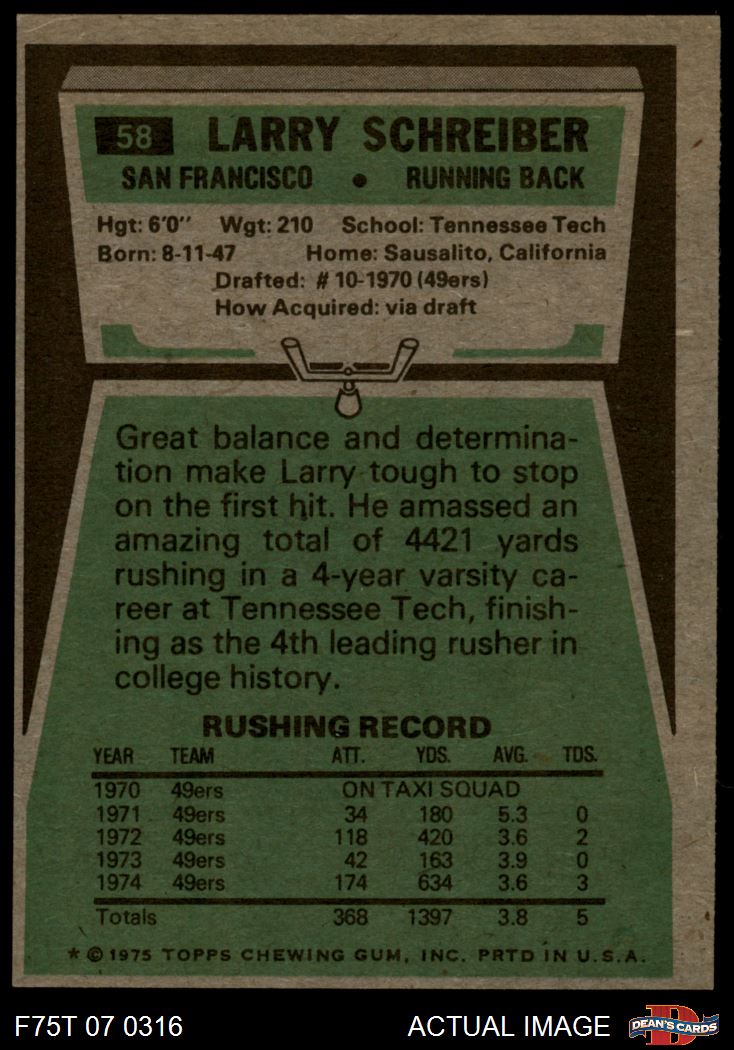 58 LARRY SCHREIBER
SAN FRANCISCO • RUNNING BACK
Hgt: 6'0" Wgt: 210 School: Tennessee Tech
Born: 8-11-47 Home: Sausalito, California
Drafted: # 10-1970 (49ers)
How Acquired: via draft
Great balance and determina-
tion make Larry tough to stop
on the first hit. He amassed an
amazing total of 4421 yards
rushing in a 4-year varsity ca-
reer at Tennessee Tech, finish-
ing as the 4th leading rusher in
college history.
RUSHING RECORD
YEAR TEAM ATT. YDS. AVG. TDS.
1970 49ers ON TAXI SQUAD
1971 49ers 34 180 5.3 0
1972 49ers 118 420 3.6 2
1973 49ers 42 163 3.9 0
1974 49ers 174 634 3.6 3
Totals 368 1397 3.8 5
* © 1975 TOPPS CHEWING GUM, INC. PRTD IN U.S.A.
F75T 07 0316 ACTUAL IMAGE DEAN'S CARDS